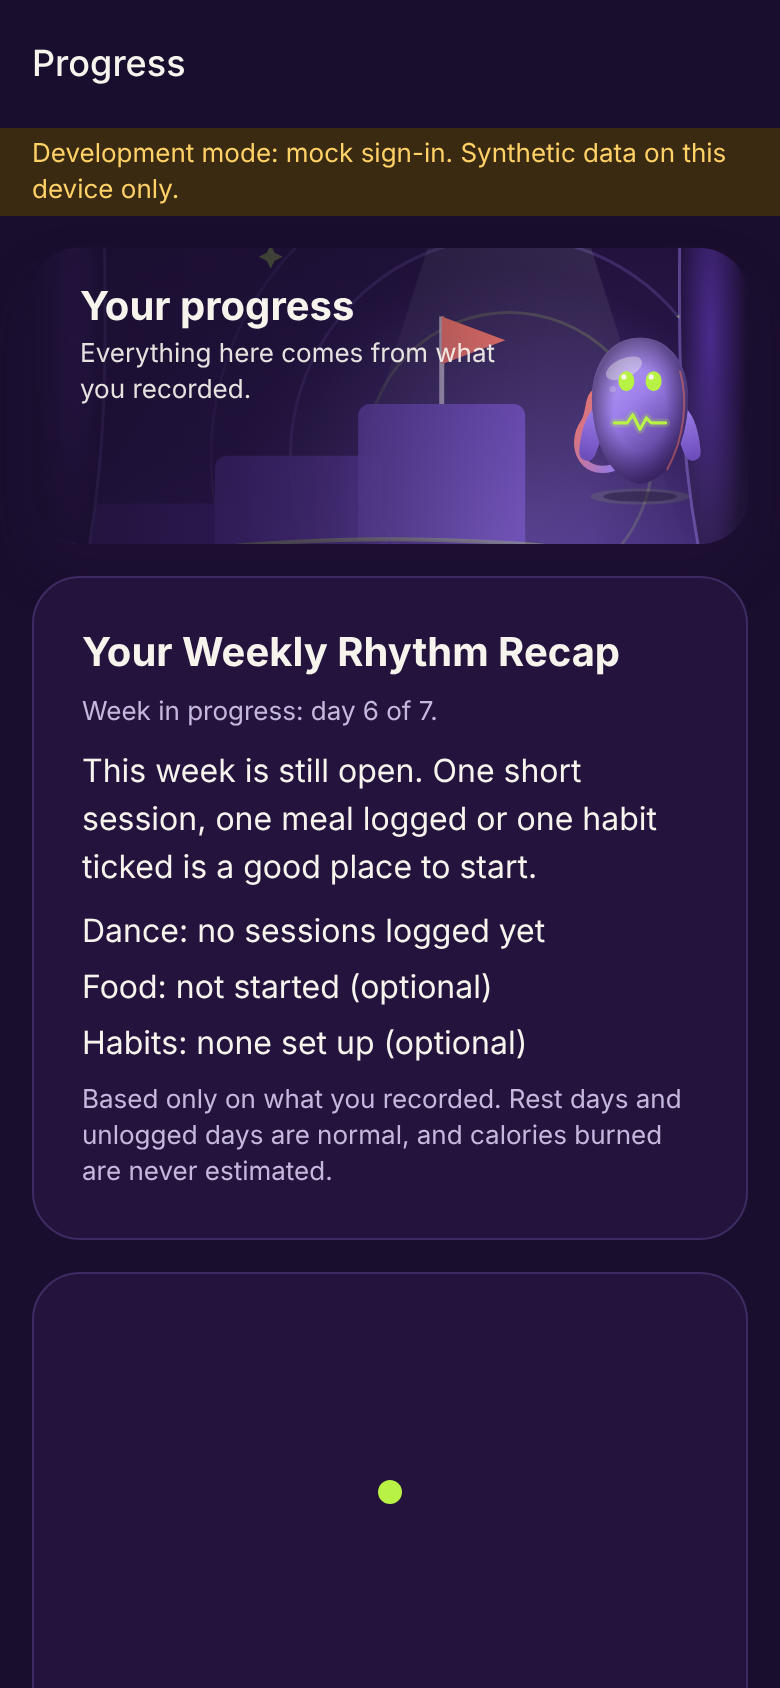 Progress
Development mode: mock sign-in. Synthetic data on this
device only.
Your progress
Everything here comes from what
you recorded.
Your Weekly Rhythm Recap
Week in progress: day 6 of 7.
This week is still open. One short
session, one meal logged or one habit
ticked is a good place to start.
Dance: no sessions logged yet
Food: not started (optional)
Habits: none set up (optional)
Based only on what you recorded. Rest days and
unlogged days are normal, and calories burned
are never estimated.